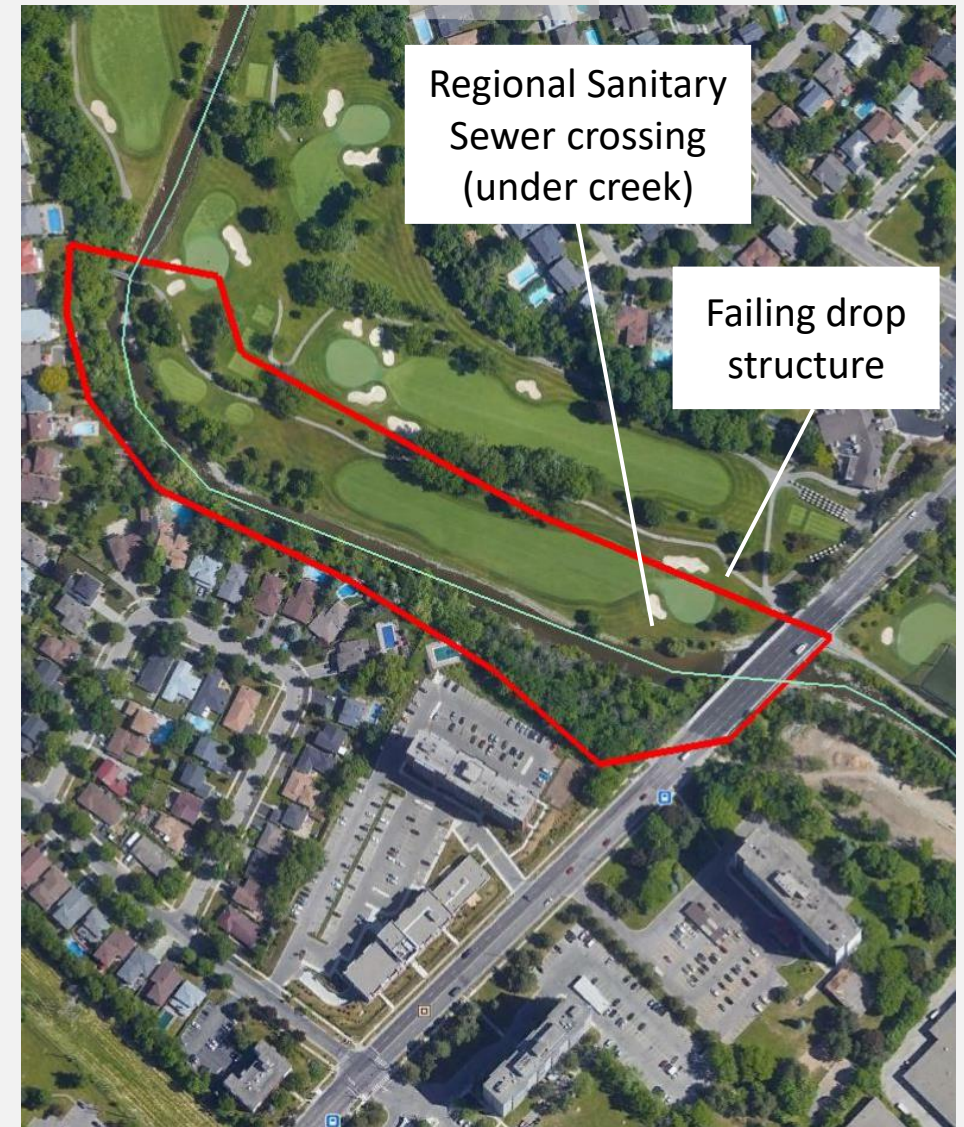 Regional Sanitary
Sewer crossing
(under creek)
Failing drop
structure